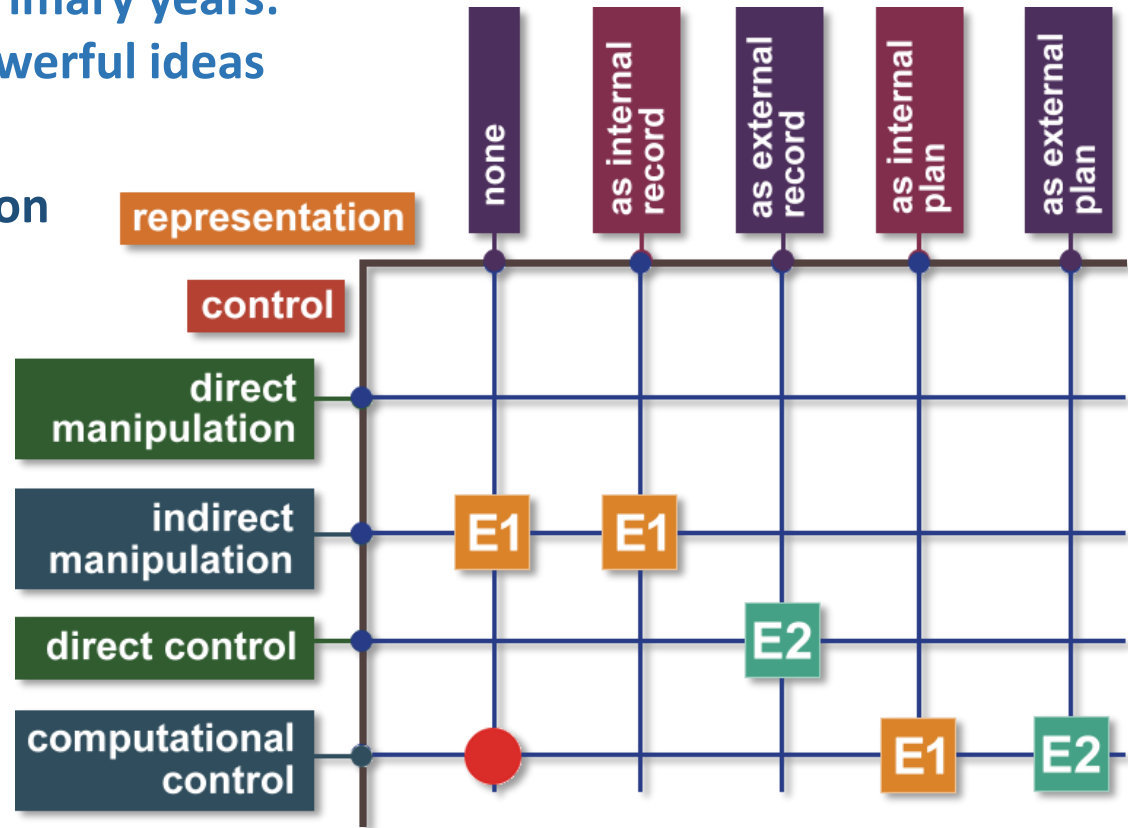 werful ideas
none
as internal
record
as external
record
as internal
plan
as external
plan
on
representation
control
direct
manipulation
indirect
manipulation
E1 E1
direct control
E2
computational
control
E1 E2